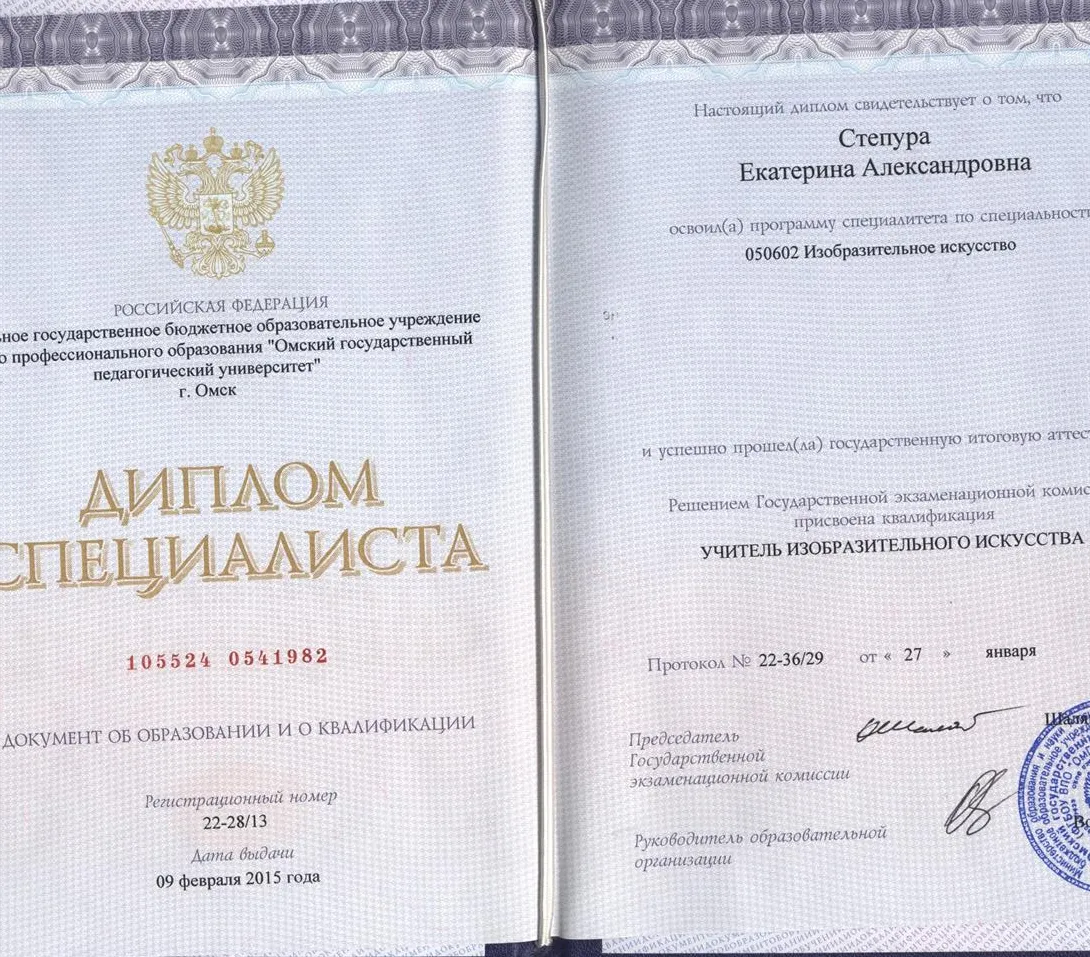 РОССИЙСКАЯ ФЕДЕРАЦИЯ
государственное бюджетное образовательное учреждение
профессионального образования "Омский государственный
педагогический университет"
г. Омск
ДИПЛОМ
СПЕЦИАЛИСТА
105524 0541982
ДОКУМЕНТ ОБ ОБРАЗОВАНИИ И О КВАЛИФИКАЦИИ
Регистрационный номер
22-28/13
Дата выдачи
09 февраля 2015 года
Настоящий диплом свидетельствует о том, что
Степура
Екатерина Александровна
освоил(а) программу специалитета по специальност
050602 Изобразительное искусство
и успешно прошел(ла) государственную итоговую аттес
Решением Государственной экзаменационной комис
присвоена квалификация
УЧИТЕЛЬ ИЗОБРАЗИТЕЛЬНОГО ИСКУССТВА
Протокол № 22-36/29 от « 27 » января
Председатель
Государственной
экзаменационной комиссии
Руководитель образовательной
организации